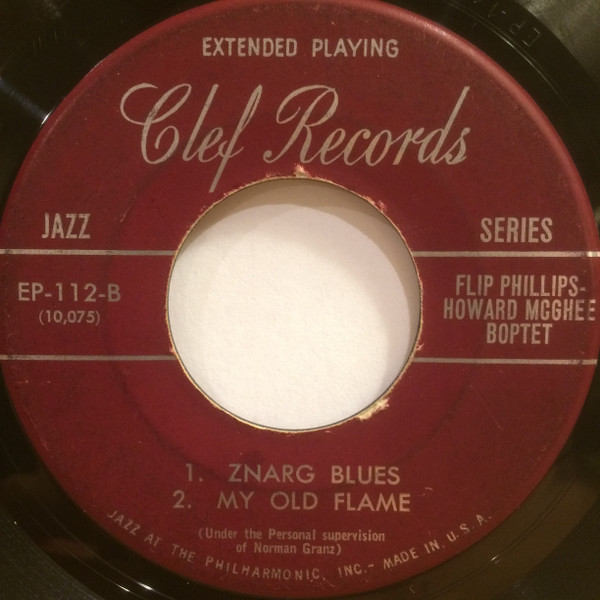 EXTENDED PLAYING
Clef Records
JAZZ
SERIES
EP-112-B
(10,075)
FLIP PHILLIPS-
HOWARD MCGHEE
BOPTET
1. ZNARG BLUES
2. MY OLD FLAME
(Under the Personal supervision
of Norman Granz)
JAZZ AT THE PHILHARMONIC, INC.- MADE IN U.S.A.